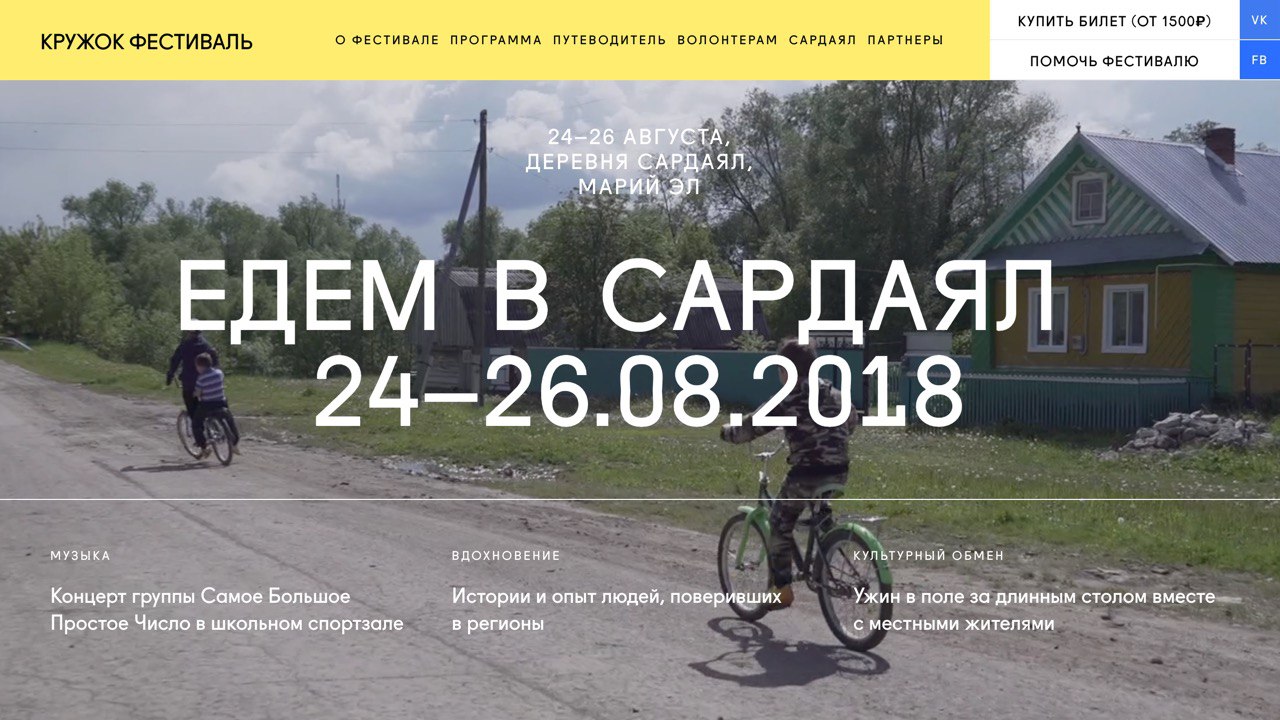 КРУЖОК ФЕСТИВАЛЬ
О ФЕСТИВАЛЕ ПРОГРАММА ПУТЕВОДИТЕЛЬ ВОЛОНТЕРАМ САРДАЯЛ ПАРТНЕРЫ
КУПИТЬ БИЛЕТ (ОТ 1500₽)
VK
ПОМОЧЬ ФЕСТИВАЛЮ
FB
24–26 АВГУСТА,
ДЕРЕВНЯ САРДАЯЛ,
МАРИЙ ЭЛ
ЕДЕМ В САРДАЯЛ
24–26.08.2018
МУЗЫКА
Концерт группы Самое Большое
Простое Число в школьном спортзале
ВДОХНОВЕНИЕ
Истории и опыт людей, поверивших
в регионы
КУЛЬТУРНЫЙ ОБМЕН
Ужин в поле за длинным столом вместе
с местными жителями